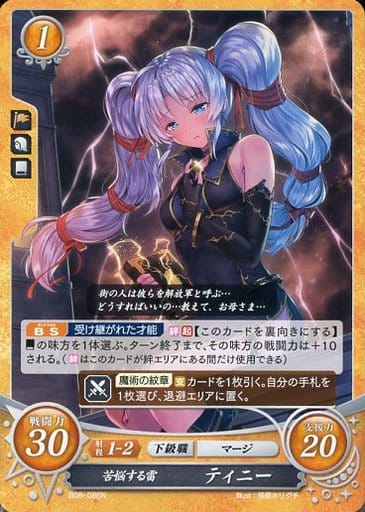 1
街の人は彼らを解放軍と呼ぶ…
どうすればいいの…教えて、お母さま…
BS 受け継がれた才能 絆 起 【このカードを裏向きにする】
の味方を1体選ぶ。ターン終了まで、その味方の戦闘力は+10
される。(絆はこのカードが絆エリアにある間だけ使用できる)
魔術の紋章 支 カードを1枚引く。自分の手札を
1枚選び、退避エリアに置く。
戦闘力
30
射程 1-2 下級職 マージ
支援力
20
苦悩する雷 ティニー
B08-086N
Illust: